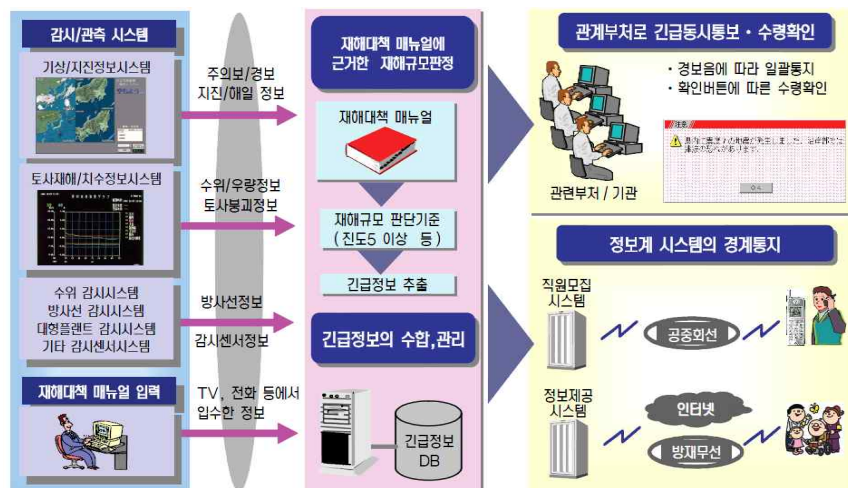 감시/관측 시스템
기상/지진정보시스템
토사재해/치수정보시스템
수위 감시시스템
방사선 감시시스템
대형플랜트 감시시스템
기타 감시센서시스템
재해대책 매뉴얼 입력
주의보/경보
지진/해일 정보
수위/우량정보
토사붕괴정보
방사선정보
감시센서정보
TV, 전화 등에서
입수한 정보
재해대책 매뉴얼에
근거한 재해규모판정
재해대책 매뉴얼
재해규모 판단기준
(진도5 이상 등)
긴급정보 추출
긴급정보의 수합,관리
긴급정보
DB
관계부처로 긴급동시통보・수령확인
・경보음에 따라 일괄통지
・확인버튼에 따른 수령확인
관련부처 / 기관
注意
OK
정보계 시스템의 경계통지
직원모집
시스템
공중회선
정보제공
시스템
인터넷
방재무선